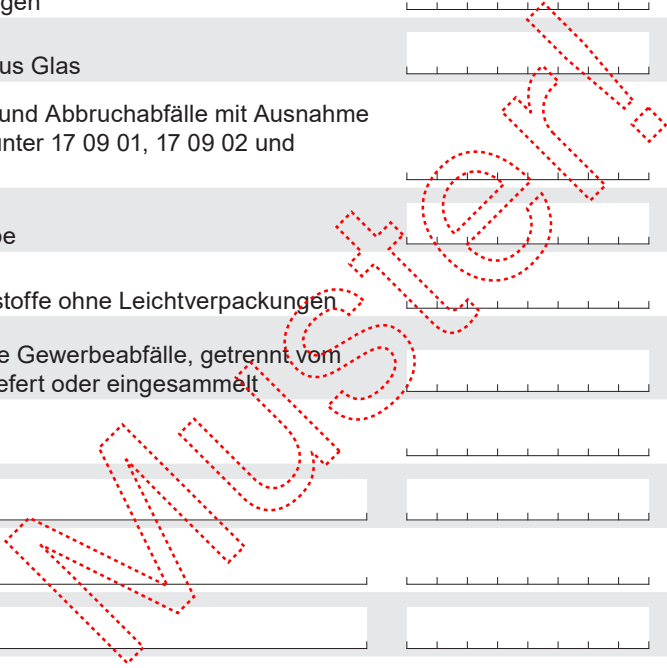 gen
us Glas
und Abbruchabfälle mit Ausnahme
unter 17 09 01, 17 09 02 und
pe
stoffe ohne Leichtverpackungen
e Gewerbeabfälle, getrennt vom
efert oder eingesammelt
Muster!